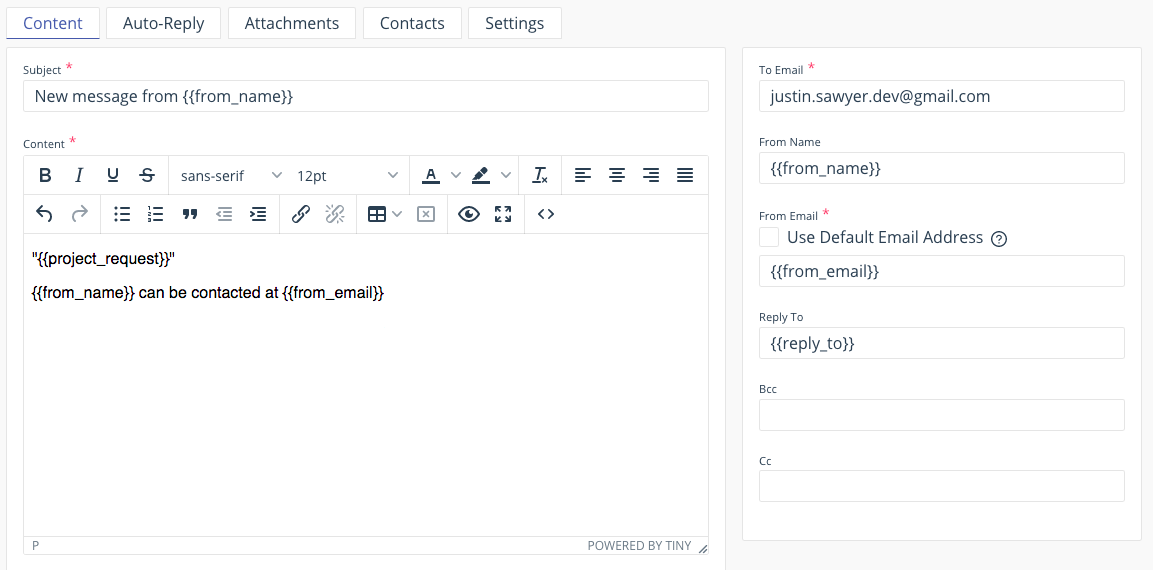 Content Auto-Reply Attachments Contacts Settings
Subject *
New message from {{from_name}}
Content *
B I U S sans-serif 12pt A
"{{project_request}}"
{{from_name}} can be contacted at {{from_email}}
P POWERED BY TINY
To Email *
justin.sawyer.dev@gmail.com
From Name
{{from_name}}
From Email *
Use Default Email Address ?
{{from_email}}
Reply To
{{reply_to}}
Bcc
Cc